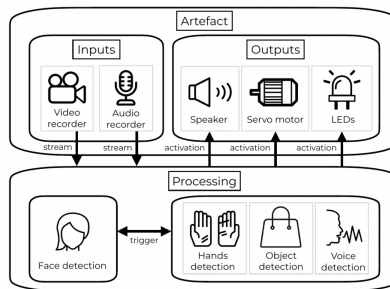 Artefact
Inputs
Outputs
Video
recorder
Audio
recorder
Speaker
Servo motor
LEDs
stream
stream
activation
activation
activation
Processing
Face detection
trigger
Hands
detection
Object
detection
Voice
detection